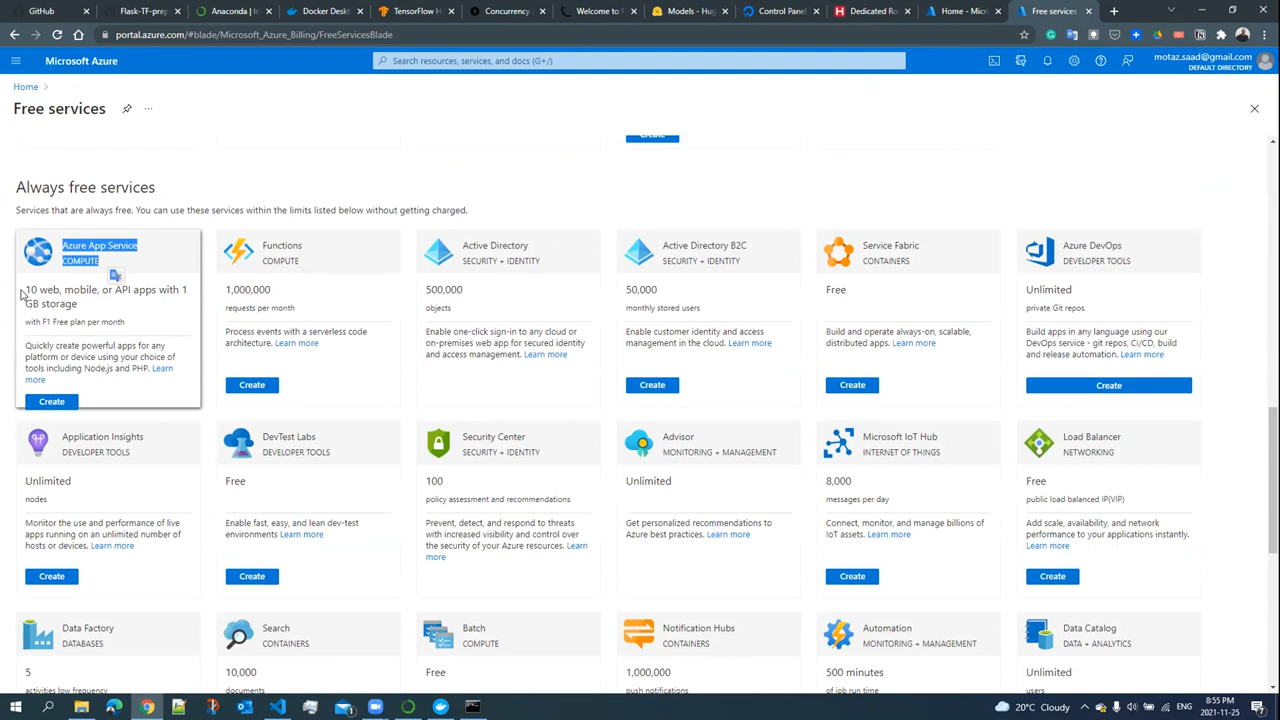 GitHub
Flask-TF-prep
Anaconda | In
Docker Deskt
TensorFlow H
Concurrency
Welcome to F
Models - Hug
Control Panel
Dedicated Ro
Home - Micr
Free services
portal.azure.com/#blade/Microsoft_Azure_Billing/FreeServicesBlade
Microsoft Azure
Search resources, services, and docs (G+/)
motaz.saad@gmail.com
DEFAULT DIRECTORY
Home >
Free services
Create
Always free services
Services that are always free. You can use these services within the limits listed below without getting charged.
Azure App Service
COMPUTE
10 web, mobile, or API apps with 1
GB storage
with F1 Free plan per month
Quickly create powerful apps for any
platform or device using your choice of
tools including Node.js and PHP. Learn
more
Create
Functions
COMPUTE
1,000,000
requests per month
Process events with a serverless code
architecture. Learn more
Create
Active Directory
SECURITY + IDENTITY
500,000
objects
Enable one-click sign-in to any cloud or
on-premises web app for secured identity
and access management. Learn more
Active Directory B2C
SECURITY + IDENTITY
50,000
monthly stored users
Enable customer identity and access
management in the cloud. Learn more
Create
Service Fabric
CONTAINERS
Free
Build and operate always-on, scalable,
distributed apps. Learn more
Create
Azure DevOps
DEVELOPER TOOLS
Unlimited
private Git repos
Build apps in any language using our
DevOps service - git repos, CI/CD, build
and release automation. Learn more
Create
Application Insights
DEVELOPER TOOLS
Unlimited
nodes
Monitor the use and performance of live
apps running on an unlimited number of
hosts or devices. Learn more
Create
DevTest Labs
DEVELOPER TOOLS
Free
Enable fast, easy, and lean dev-test
environments Learn more
Create
Security Center
SECURITY + IDENTITY
100
policy assessment and recommendations
Prevent, detect, and respond to threats
with increased visibility and control over
the security of your Azure resources. Learn
more
Advisor
MONITORING + MANAGEMENT
Unlimited
Get personalized recommendations to
Azure best practices. Learn more
Microsoft IoT Hub
INTERNET OF THINGS
8,000
messages per day
Connect, monitor, and manage billions of
IoT assets. Learn more
Create
Load Balancer
NETWORKING
Free
public load balanced IP(VIP)
Add scale, availability, and network
performance to your applications instantly.
Learn more
Create
Data Factory
DATABASES
5
activities low frequency
Search
CONTAINERS
10,000
documents
Batch
COMPUTE
Free
Notification Hubs
CONTAINERS
1,000,000
push notifications
Automation
MONITORING + MANAGEMENT
500 minutes
of job run time
Data Catalog
DATA + ANALYTICS
Unlimited
users
20°C Cloudy
ENG
8:55 PM
2021-11-25